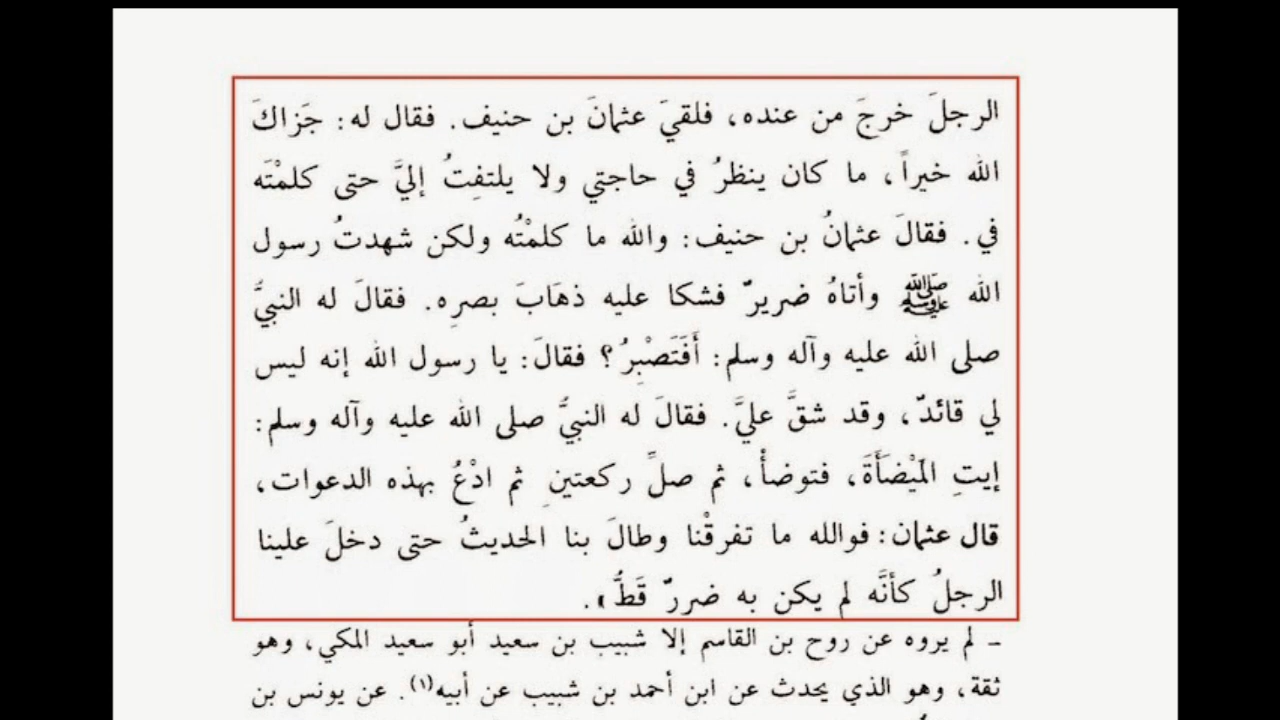 الرجلَ خرجَ من عنده، فلقيَ عثمانَ بن حنيف. فقال له: جَزاكَ
الله خيراً، ما كان ينظرُ في حاجتي ولا يلتفِتُ إليَّ حتى كلمْتَه
في. فقالَ عثمانُ بن حنيف: والله ما كلمْتُه ولكن شهدتُ رسول
الله ﷺ وأتاهُ ضريرٌ فشكا عليه ذهَابَ بصرِه. فقالَ له النبيُّ
صلى الله عليه وآله وسلم: أَفَتَصْبِرُ؟ فقالَ: يا رسول الله إنه ليس
لي قائدٌ، وقد شقَّ عليَّ. فقالَ له النبيُّ صلى الله عليه وآله وسلم:
إيتِ المَيْضَأَةَ، فتوضأْ، ثم صلِّ ركعتينِ ثم ادْعُ بهذه الدعوات،
قال عثمان: فوالله ما تفرقْنا وطالَ بنا الحديثُ حتى دخلَ علينا
الرجلُ كأنَّه لم يكن به ضررٌ قَطُّ».
ـ لم يروه عن روح بن القاسم إلا شبيب بن سعيد أبو سعيد المكي، وهو
ثقة، وهو الذي يحدث عن ابن أحمد بن شبيب عن أبيه(١). عن يونس بن